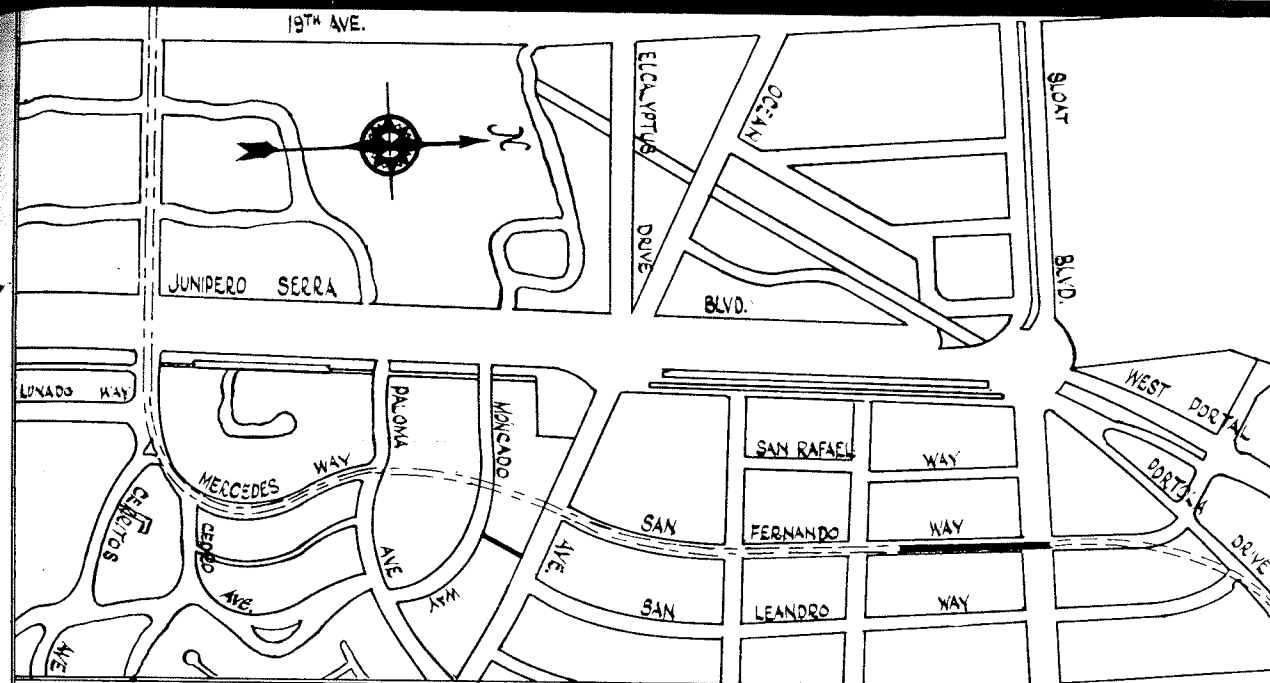 19TH AVE.
ELCALYPTUS DRIVE
OCEAN AVE.
SLOAT BLVD.
N
JUNIPERO SERRA BLVD.
LUNADO WAY
PALOMA AVE
MONCADO WAY
WEST PORTAL
PORTOLA DRIVE
MERCEDES WAY
CERRITOS AVE
CEDRO AVE.
SAN RAFAEL WAY
SAN FERNANDO WAY
SAN LEANDRO WAY